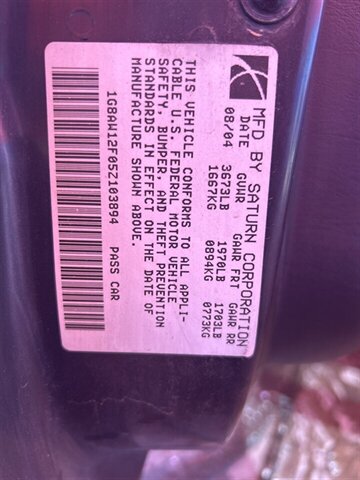 MFD BY SATURN CORPORATION
DATE GVWR GAWR FRT GAWR RR
08/04 3673LB 1970LB 1703LB
1667KG 0894KG 0773KG
THIS VEHICLE CONFORMS TO ALL APPLI-
CABLE U.S. FEDERAL MOTOR VEHICLE
SAFETY, BUMPER, AND THEFT PREVENTION
STANDARDS IN EFFECT ON THE DATE OF
MANUFACTURE SHOWN ABOVE.
1G8AW12F05Z103894 PASS CAR